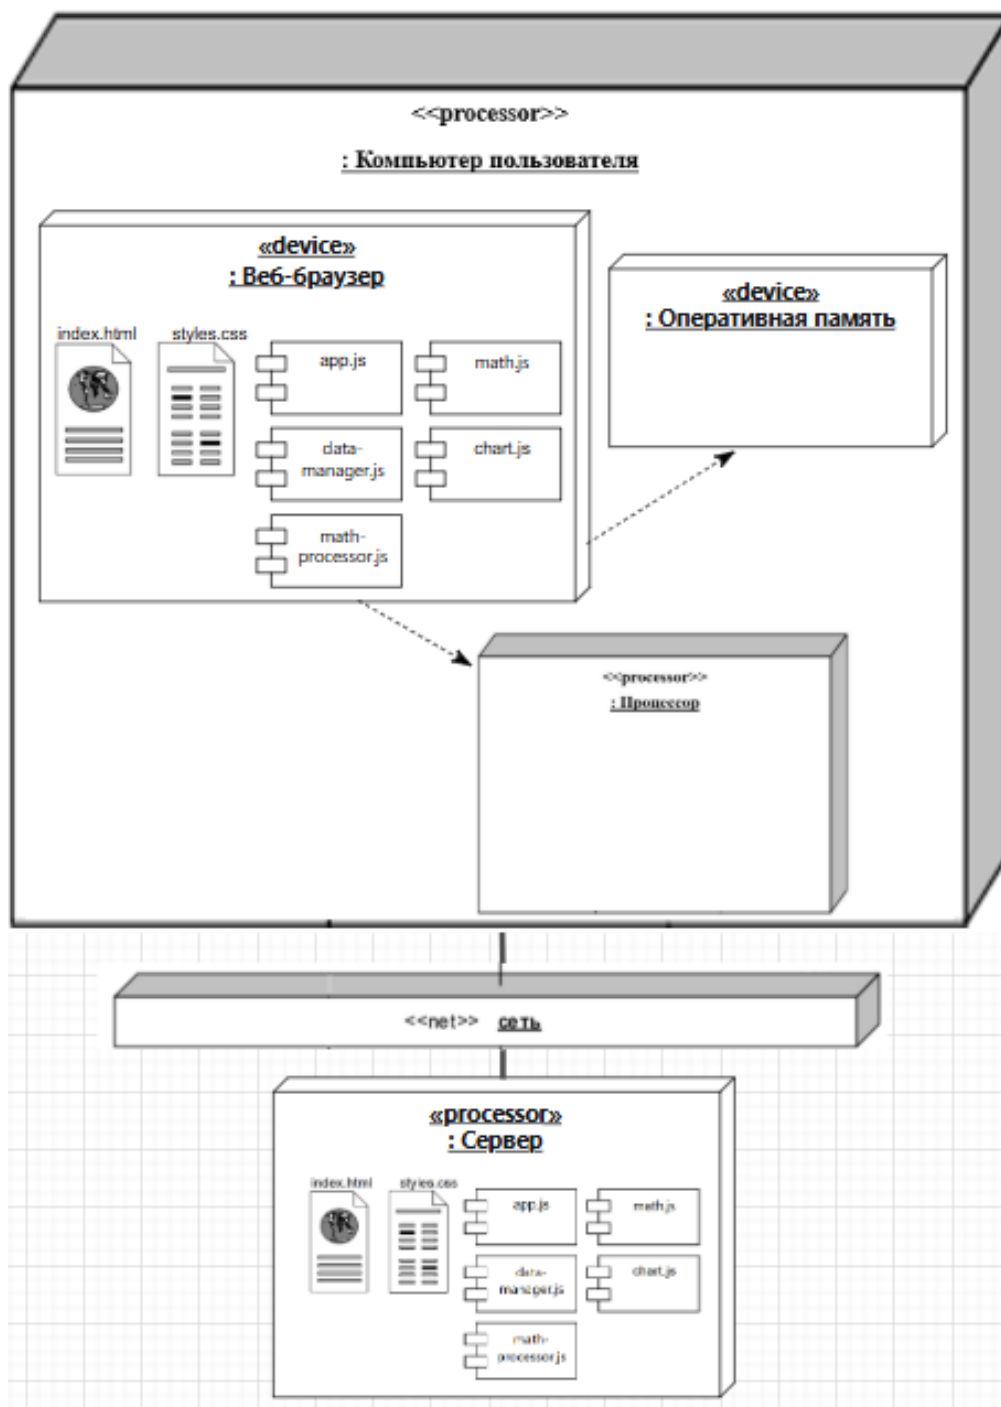 <<processor>>
: Компьютер пользователя
«device»
: Веб-браузер
index.html
styles.css
app.js
math.js
data-
manager.js
chart.js
math-
processor.js
«device»
: Оперативная память
<<processor>>
: Процессор
<<net>> сеть
«processor»
: Сервер
index.html
styles.css
app.js
math.js
data-
manager.js
chart.js
math-
processor.js